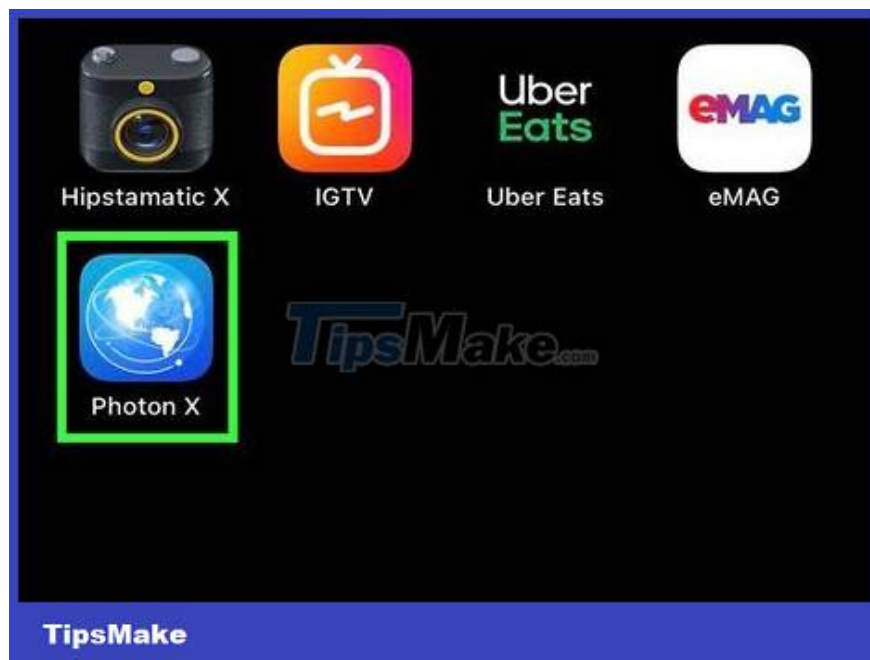 Uber
Eats
eMAG
Hipstamatic X
IGTV
Uber Eats
eMAG
TipsMake.com
Photon X
TipsMake